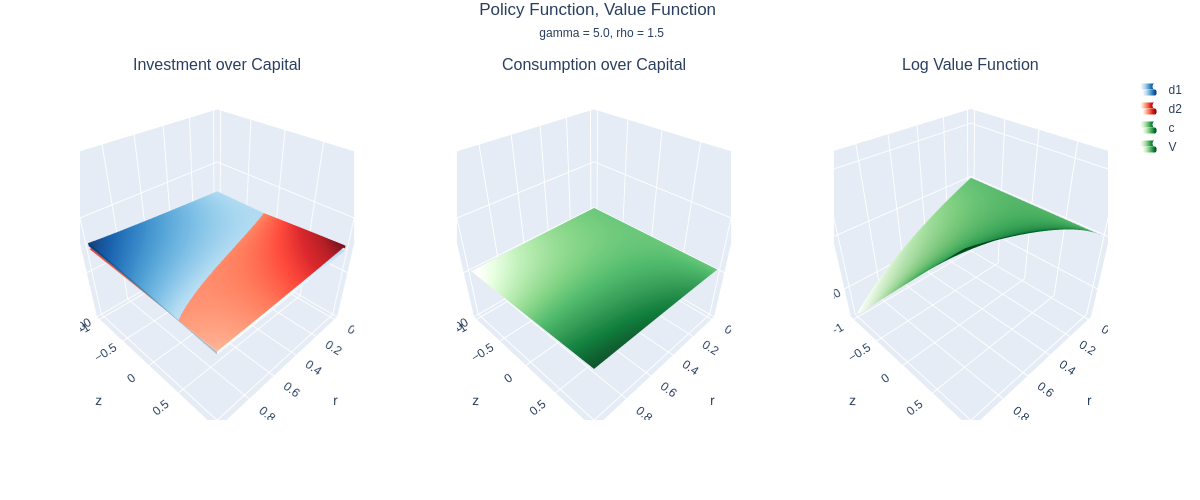 Policy Function, Value Function
gamma = 5.0, rho = 1.5
Investment over Capital
Consumption over Capital
Log Value Function
d1
d2
c
V
−0.5
0
0.5
z
0
0.2
0.4
0.6
0.8
r
−0.5
0
0.5
z
0
0.2
0.4
0.6
0.8
r
0
−1
−0.5
0
0.5
z
0
0.2
0.4
0.6
0.8
r